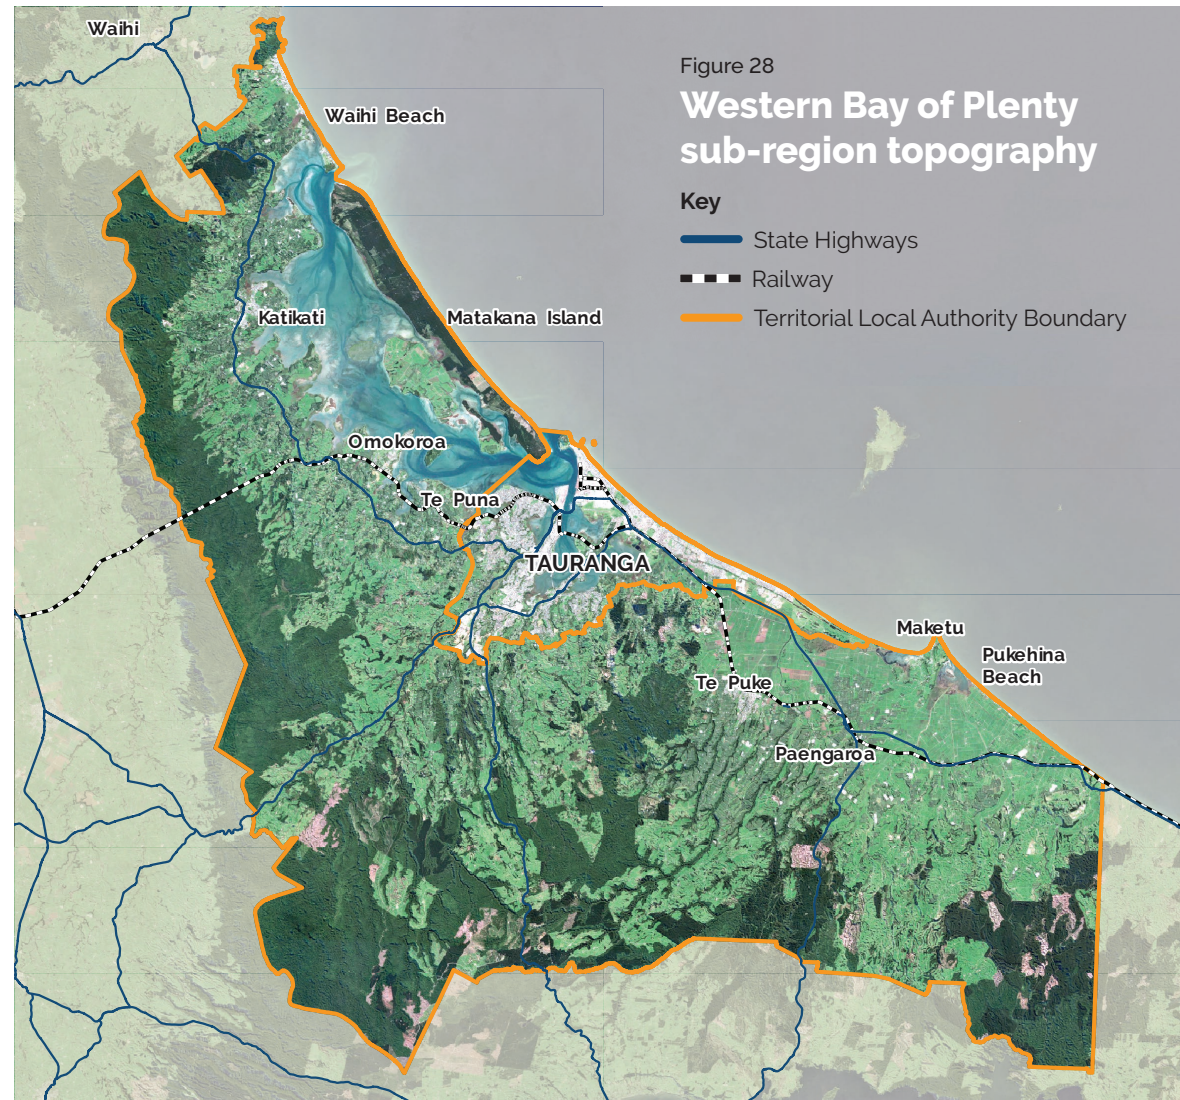 Waihi
Waihi Beach
Figure 28
Western Bay of Plenty
sub-region topography
Key
State Highways
Railway
Territorial Local Authority Boundary
Katikati
Matakana Island
Omokoroa
Te Puna
TAURANGA
Maketu
Pukehina
Beach
Te Puke
Paengaroa